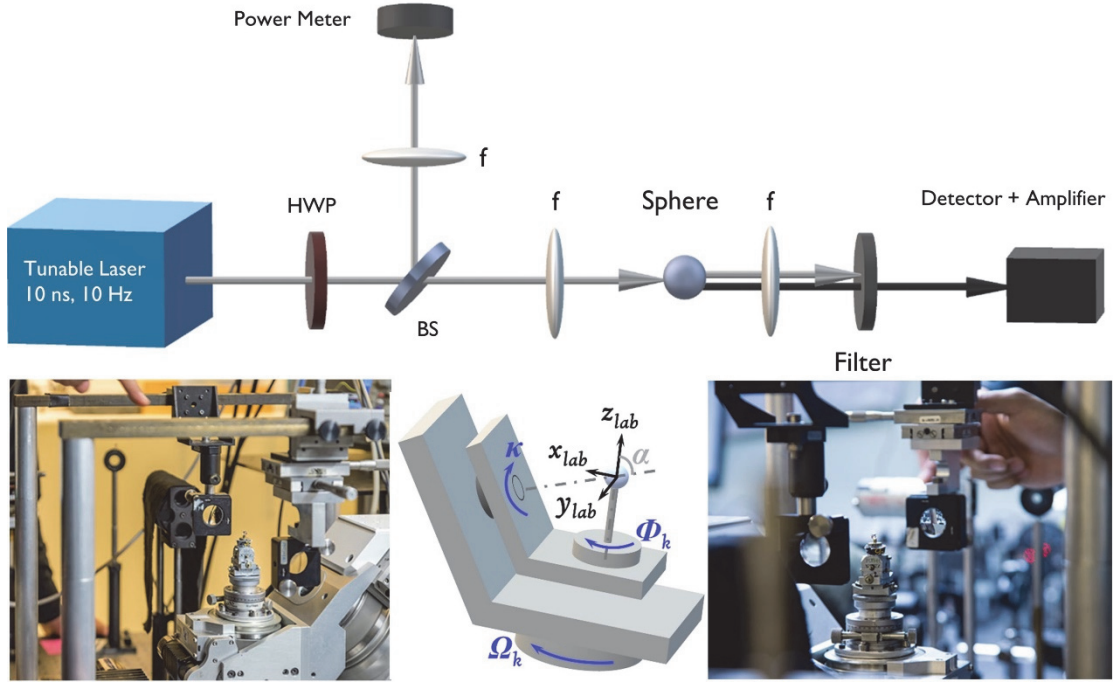 Power Meter
f
HWP
f
Sphere
f
Detector + Amplifier
Tunable Laser
10 ns, 10 Hz
BS
Filter
z_lab
α
κ
x_lab
y_lab
Φ_k
Ω_k